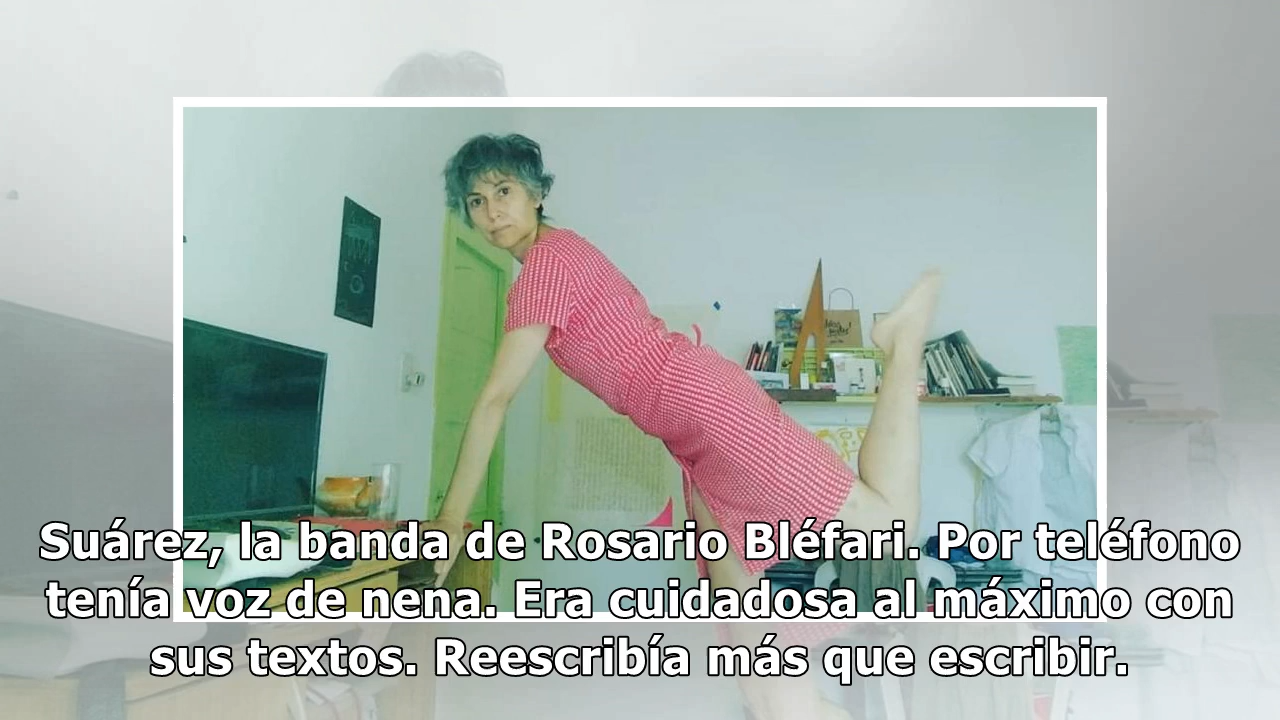 Suárez, la banda de Rosario Bléfari. Por teléfono
tenía voz de nena. Era cuidadosa al máximo con
sus textos. Reescribía más que escribir.